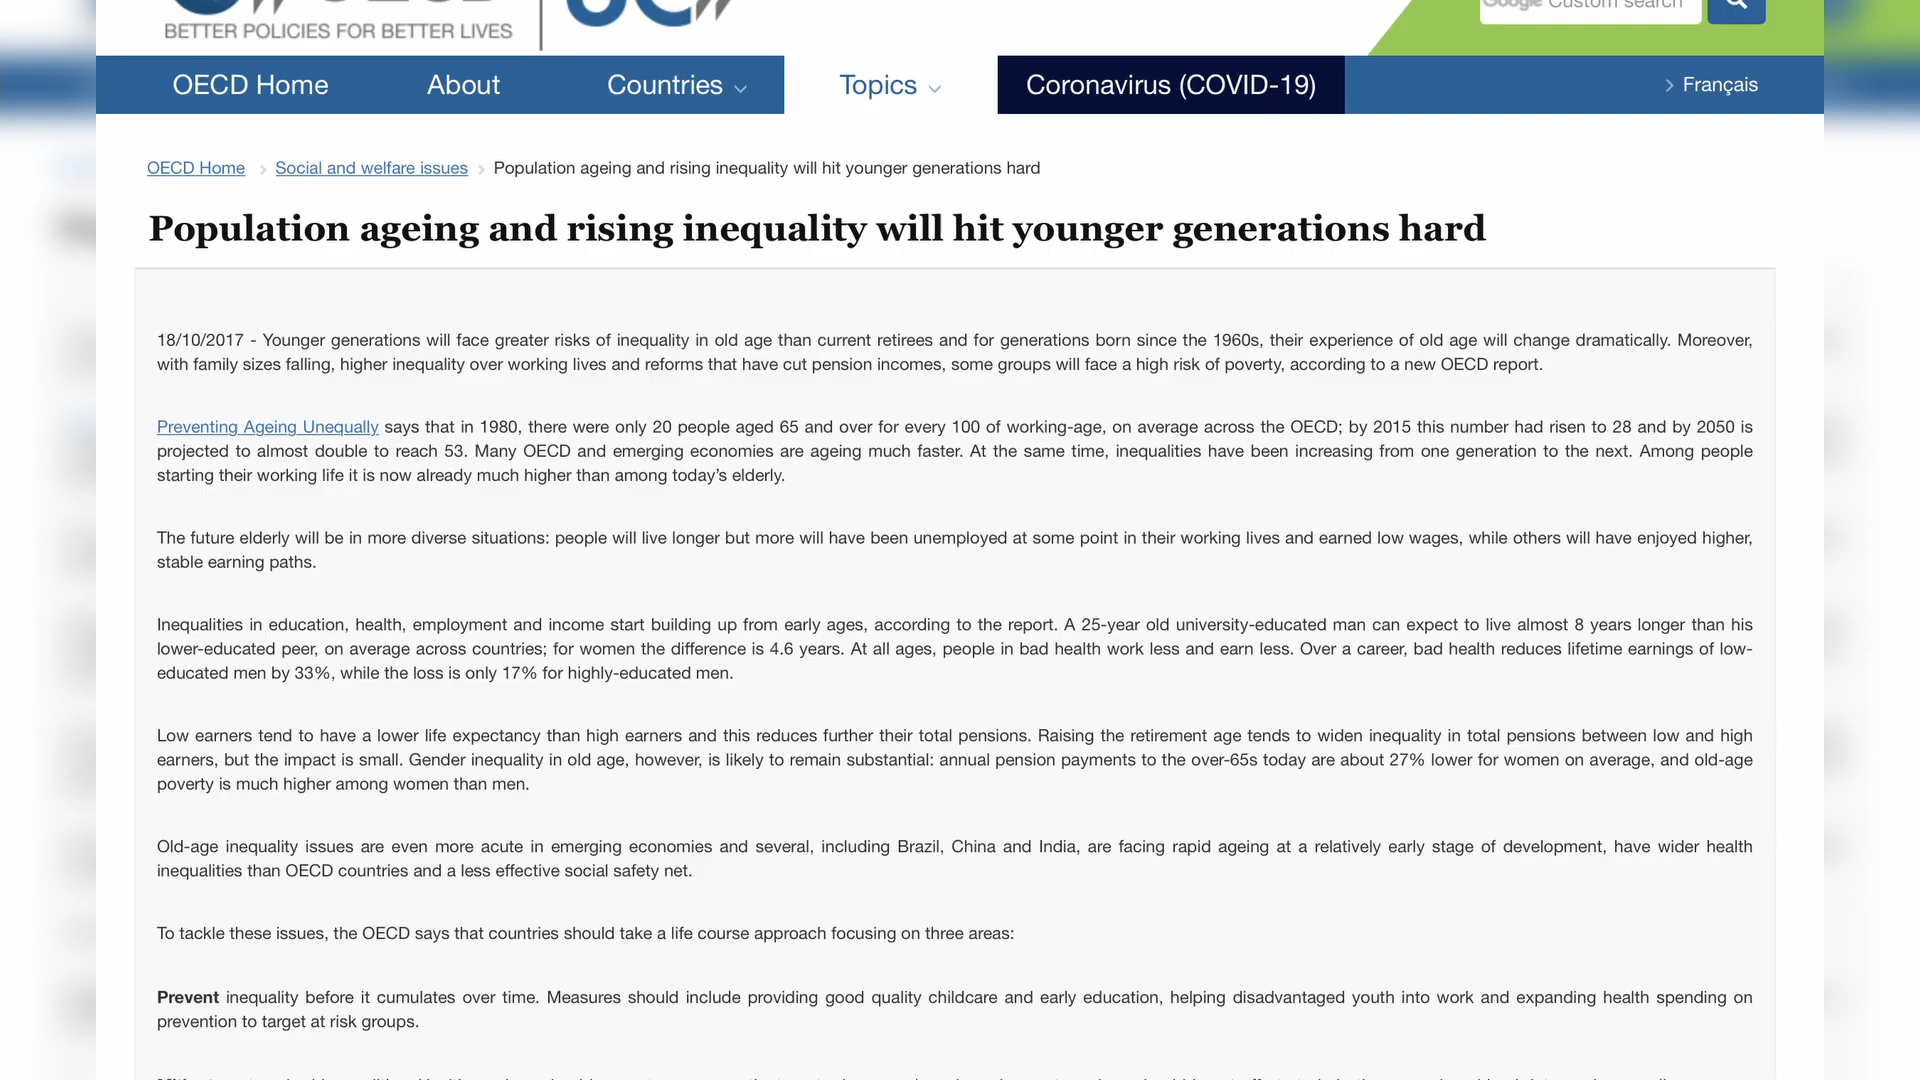 BETTER POLICIES FOR BETTER LIVES
Google Custom search
OECD Home About Countries Topics Coronavirus (COVID-19) Français
OECD Home > Social and welfare issues > Population ageing and rising inequality will hit younger generations hard
Population ageing and rising inequality will hit younger generations hard
18/10/2017 - Younger generations will face greater risks of inequality in old age than current retirees and for generations born since the 1960s, their experience of old age will change dramatically. Moreover,
with family sizes falling, higher inequality over working lives and reforms that have cut pension incomes, some groups will face a high risk of poverty, according to a new OECD report.
Preventing Ageing Unequally says that in 1980, there were only 20 people aged 65 and over for every 100 of working-age, on average across the OECD; by 2015 this number had risen to 28 and by 2050 is
projected to almost double to reach 53. Many OECD and emerging economies are ageing much faster. At the same time, inequalities have been increasing from one generation to the next. Among people
starting their working life it is now already much higher than among today’s elderly.
The future elderly will be in more diverse situations: people will live longer but more will have been unemployed at some point in their working lives and earned low wages, while others will have enjoyed higher,
stable earning paths.
Inequalities in education, health, employment and income start building up from early ages, according to the report. A 25-year old university-educated man can expect to live almost 8 years longer than his
lower-educated peer, on average across countries; for women the difference is 4.6 years. At all ages, people in bad health work less and earn less. Over a career, bad health reduces lifetime earnings of low-
educated men by 33%, while the loss is only 17% for highly-educated men.
Low earners tend to have a lower life expectancy than high earners and this reduces further their total pensions. Raising the retirement age tends to widen inequality in total pensions between low and high
earners, but the impact is small. Gender inequality in old age, however, is likely to remain substantial: annual pension payments to the over-65s today are about 27% lower for women on average, and old-age
poverty is much higher among women than men.
Old-age inequality issues are even more acute in emerging economies and several, including Brazil, China and India, are facing rapid ageing at a relatively early stage of development, have wider health
inequalities than OECD countries and a less effective social safety net.
To tackle these issues, the OECD says that countries should take a life course approach focusing on three areas:
Prevent inequality before it cumulates over time. Measures should include providing good quality childcare and early education, helping disadvantaged youth into work and expanding health spending on
prevention to target at risk groups.